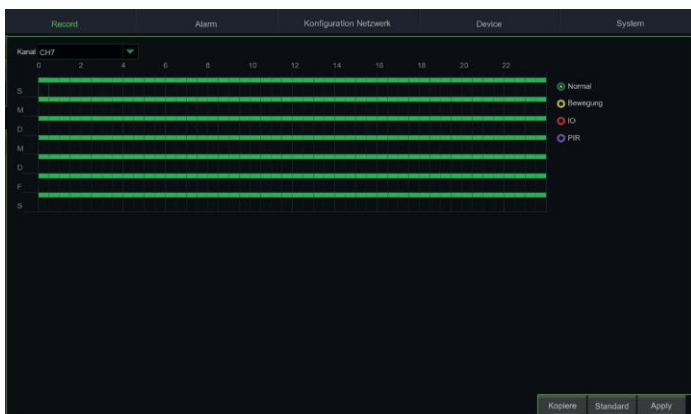 Record Alarm Konfiguration Netzwerk Device System
Kanal CH7
0 2 4 6 8 10 12 14 16 18 20 22
S
Normal
M
Bewegung
D
IO
M
PIR
D
F
S
Kopiere Standard Apply